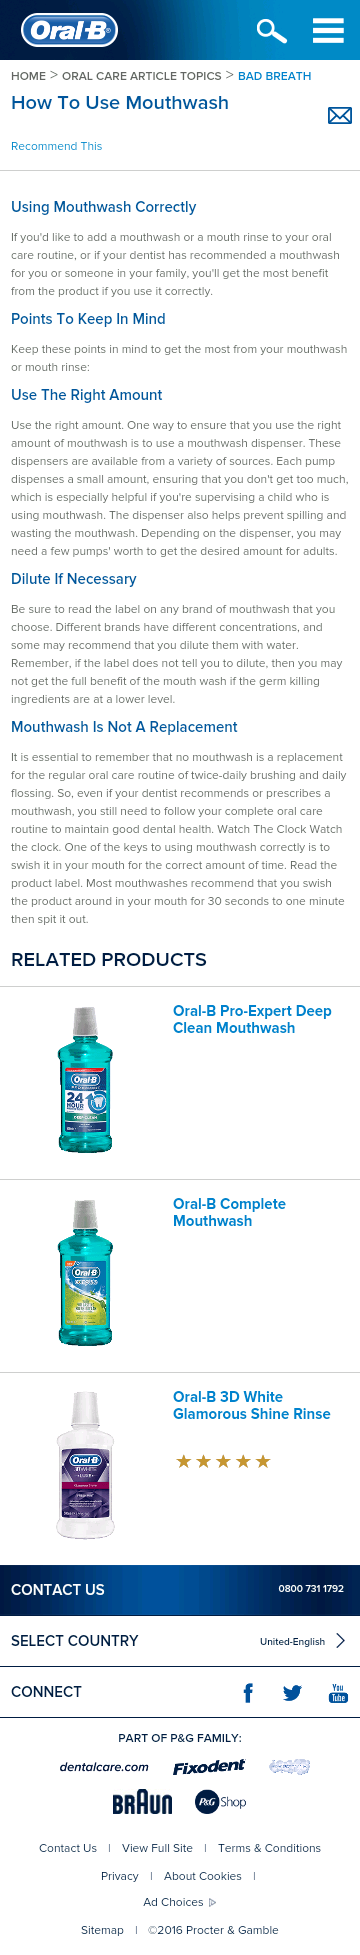 Oral-B
HOME > ORAL CARE ARTICLE TOPICS > BAD BREATH
How To Use Mouthwash
Recommend This
Using Mouthwash Correctly
If you'd like to add a mouthwash or a mouth rinse to your oral
care routine, or if your dentist has recommended a mouthwash
for you or someone in your family, you'll get the most benefit
from the product if you use it correctly.
Points To Keep In Mind
Keep these points in mind to get the most from your mouthwash
or mouth rinse:
Use The Right Amount
Use the right amount. One way to ensure that you use the right
amount of mouthwash is to use a mouthwash dispenser. These
dispensers are available from a variety of sources. Each pump
dispenses a small amount, ensuring that you don't get too much,
which is especially helpful if you're supervising a child who is
using mouthwash. The dispenser also helps prevent spilling and
wasting the mouthwash. Depending on the dispenser, you may
need a few pumps' worth to get the desired amount for adults.
Dilute If Necessary
Be sure to read the label on any brand of mouthwash that you
choose. Different brands have different concentrations, and
some may recommend that you dilute them with water.
Remember, if the label does not tell you to dilute, then you may
not get the full benefit of the mouth wash if the germ killing
ingredients are at a lower level.
Mouthwash Is Not A Replacement
It is essential to remember that no mouthwash is a replacement
for the regular oral care routine of twice-daily brushing and daily
flossing. So, even if your dentist recommends or prescribes a
mouthwash, you still need to follow your complete oral care
routine to maintain good dental health. Watch The Clock Watch
the clock. One of the keys to using mouthwash correctly is to
swish it in your mouth for the correct amount of time. Read the
product label. Most mouthwashes recommend that you swish
the product around in your mouth for 30 seconds to one minute
then spit it out.
RELATED PRODUCTS
Oral-B Pro-Expert Deep
Clean Mouthwash
Oral-B
24
HOUR
Oral-B Complete
Mouthwash
Oral-B
Oral-B 3D White
Glamorous Shine Rinse
Oral-B
3D WHITE
LUXE
CONTACT US 0800 731 1792
SELECT COUNTRY United-English
CONNECT You Tube
PART OF P&G FAMILY:
dentalcare.com Fixodent
BRAUN P&G Shop
Contact Us | View Full Site | Terms & Conditions
Privacy | About Cookies |
Ad Choices
Sitemap | ©2016 Procter & Gamble